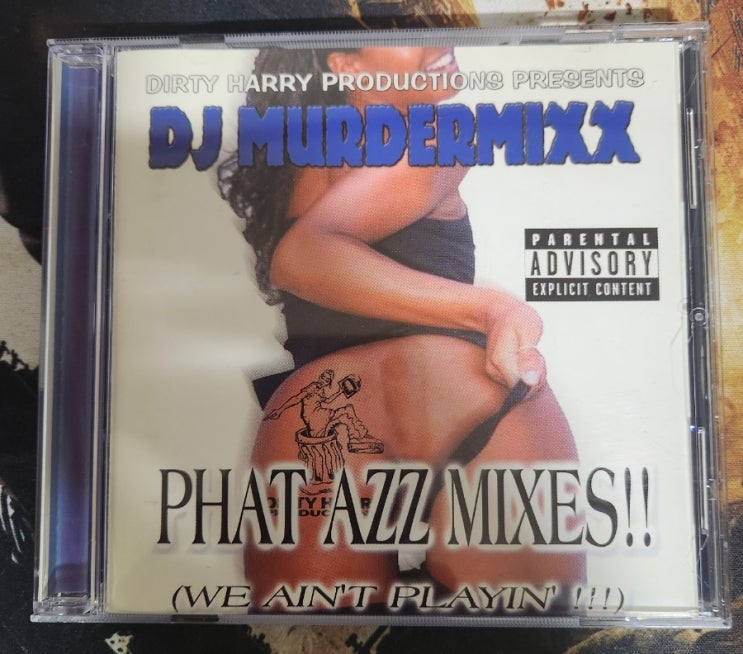 DIRTY HARRY PRODUCTIONS PRESENTS
DJ MURDERMIXX
PARENTAL
ADVISORY
EXPLICIT CONTENT
PHAT AZZ MIXES!!
(WE AIN'T PLAYIN' !!!)